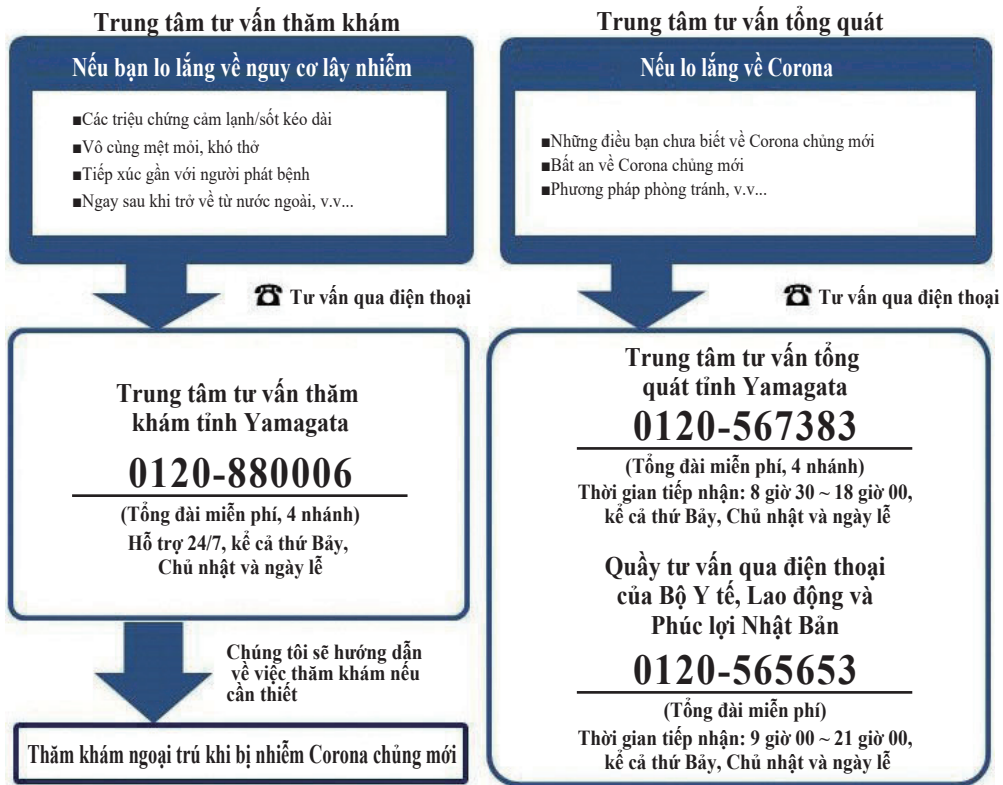 Trung tâm tư vấn thăm khám
Nếu bạn lo lắng về nguy cơ lây nhiễm
■Các triệu chứng cảm lạnh/sốt kéo dài
■Vô cùng mệt mỏi, khó thở
■Tiếp xúc gần với người phát bệnh
■Ngay sau khi trở về từ nước ngoài, v.v...
☎ Tư vấn qua điện thoại
Trung tâm tư vấn thăm
khám tỉnh Yamagata
0120-880006
(Tổng đài miễn phí, 4 nhánh)
Hỗ trợ 24/7, kể cả thứ Bảy,
Chủ nhật và ngày lễ
Chúng tôi sẽ hướng dẫn
về việc thăm khám nếu
cần thiết
Thăm khám ngoại trú khi bị nhiễm Corona chủng mới
Trung tâm tư vấn tổng quát
Nếu lo lắng về Corona
■Những điều bạn chưa biết về Corona chủng mới
■Bất an về Corona chủng mới
■Phương pháp phòng tránh, v.v...
☎ Tư vấn qua điện thoại
Trung tâm tư vấn tổng
quát tỉnh Yamagata
0120-567383
(Tổng đài miễn phí, 4 nhánh)
Thời gian tiếp nhận: 8 giờ 30 ~ 18 giờ 00,
kể cả thứ Bảy, Chủ nhật và ngày lễ
Quầy tư vấn qua điện thoại
của Bộ Y tế, Lao động và
Phúc lợi Nhật Bản
0120-565653
(Tổng đài miễn phí)
Thời gian tiếp nhận: 9 giờ 00 ~ 21 giờ 00,
kể cả thứ Bảy, Chủ nhật và ngày lễ